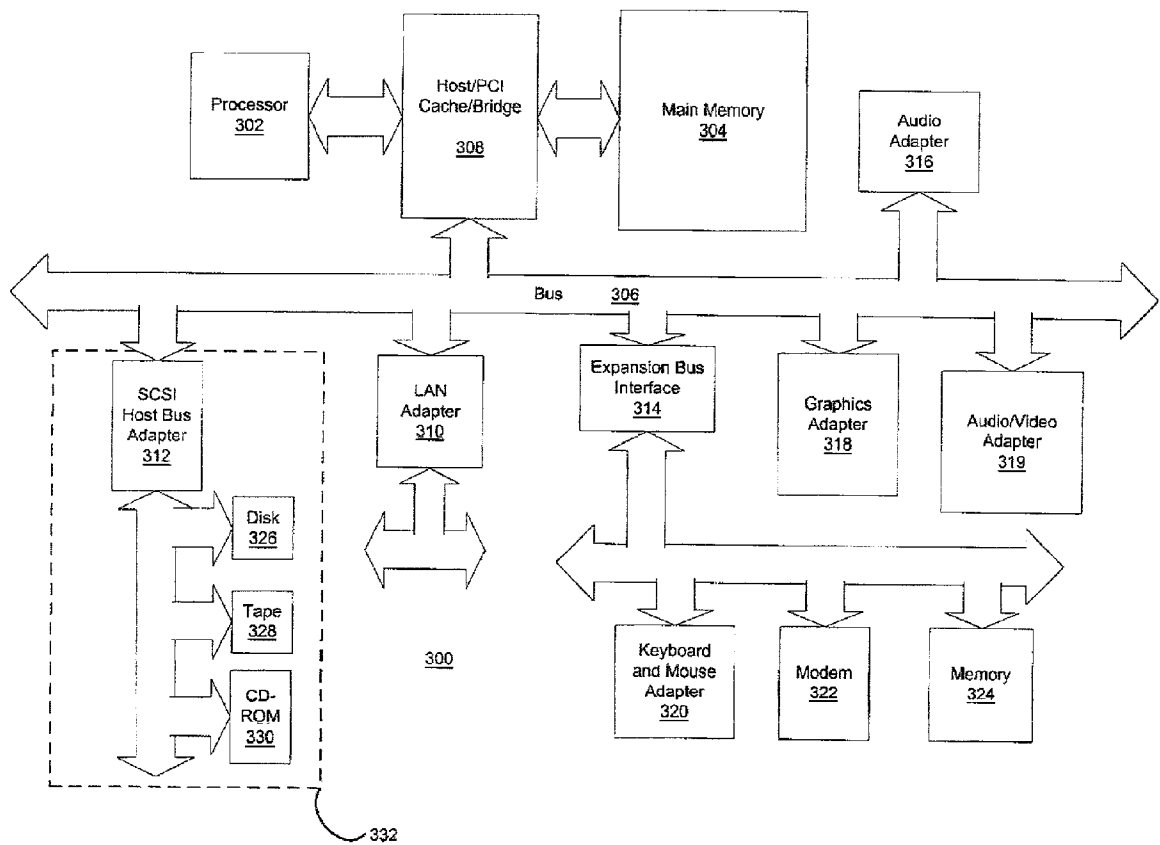 Processor
302
Host/PCI
Cache/Bridge
308
Main Memory
304
Audio
Adapter
316
Bus 306
SCSI
Host Bus
Adapter
312
LAN
Adapter
310
Expansion Bus
Interface
314
Graphics
Adapter
318
Audio/Video
Adapter
319
Disk
326
Tape
328
CD-
ROM
330
300
Keyboard
and Mouse
Adapter
320
Modem
322
Memory
324
332